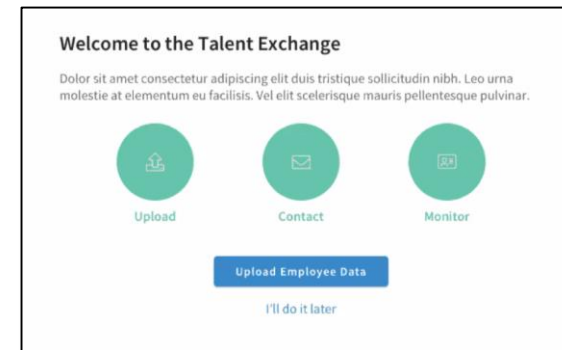 Welcome to the Talent Exchange
Dolor sit amet consectetur adipiscing elit duis tristique sollicitudin nibh. Leo urna
molestie at elementum eu facilisis. Vel elit scelerisque mauris pellentesque pulvinar.
Upload
Contact
Monitor
Upload Employee Data
I'll do it later